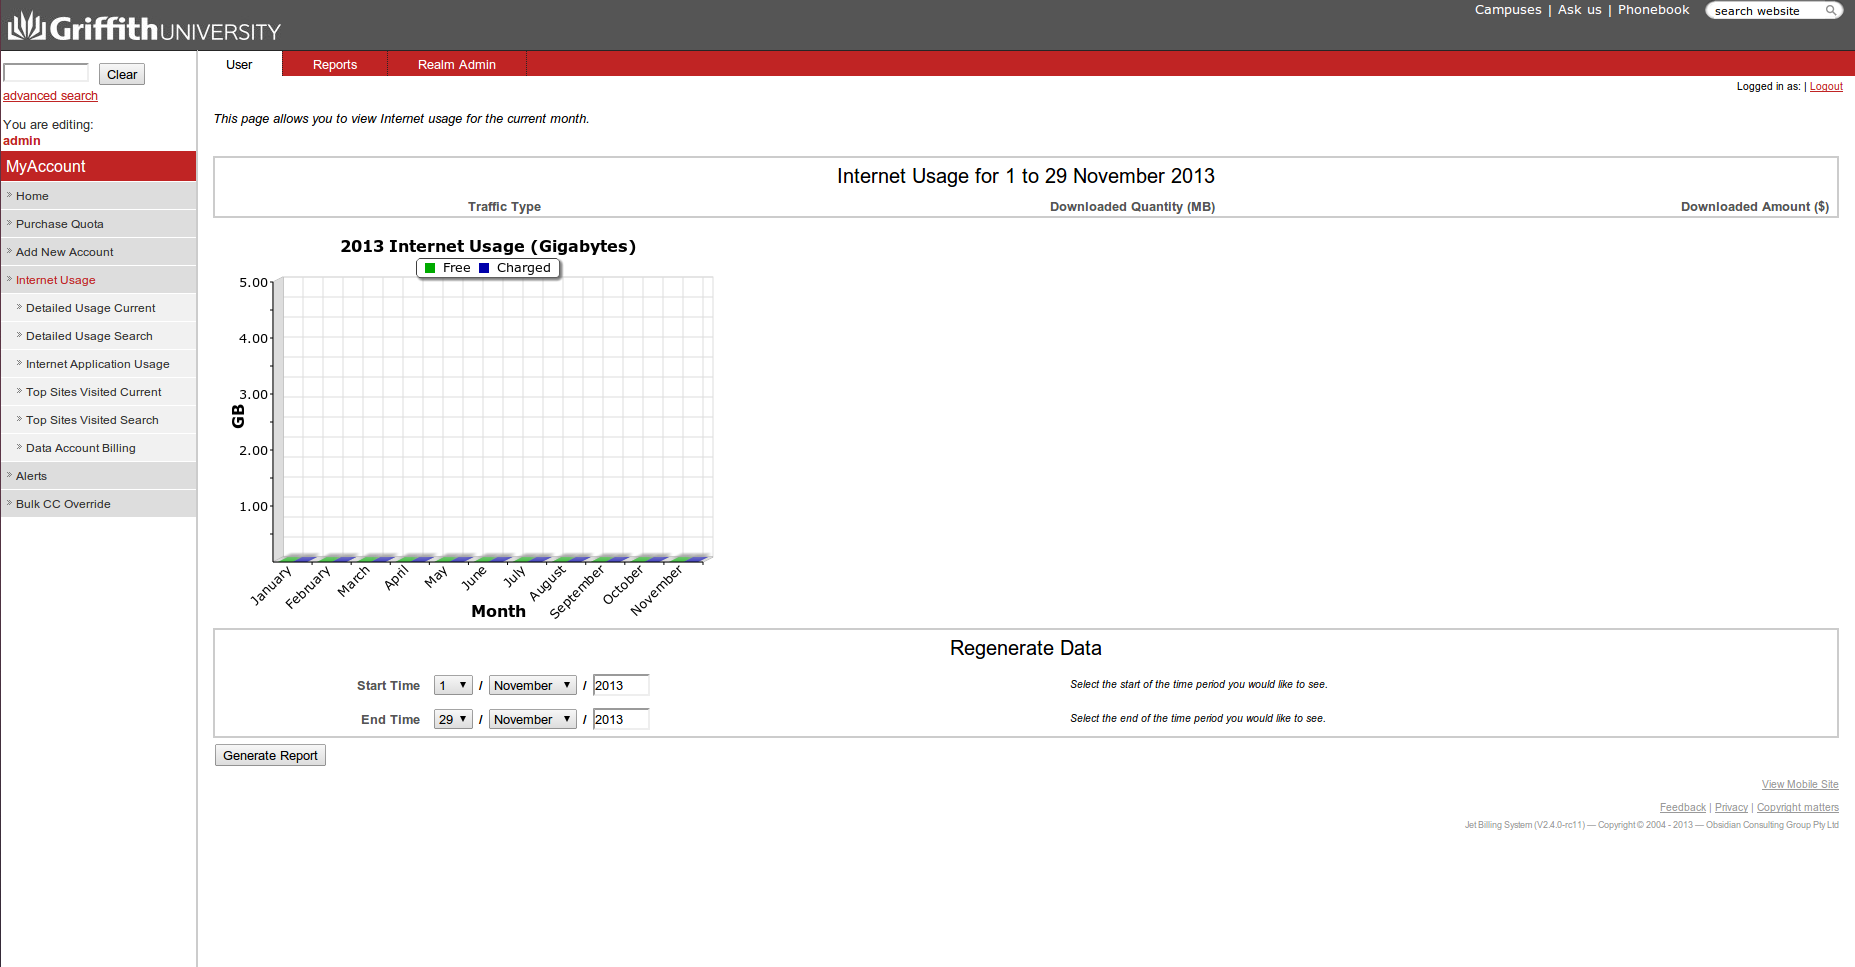 Griffith UNIVERSITY
Campuses | Ask us | Phonebook
search website
Clear
advanced search
You are editing:
admin
MyAccount
Home
Purchase Quota
Add New Account
Internet Usage
Detailed Usage Current
Detailed Usage Search
Internet Application Usage
Top Sites Visited Current
Top Sites Visited Search
Data Account Billing
Alerts
Bulk CC Override
User Reports Realm Admin
Logged in as: | Logout
This page allows you to view Internet usage for the current month.
Internet Usage for 1 to 29 November 2013
Traffic Type Downloaded Quantity (MB) Downloaded Amount ($)
2013 Internet Usage (Gigabytes)
Free Charged
5.00
4.00
3.00
2.00
1.00
GB
January February March April May June July August September October November
Month
Regenerate Data
Start Time 1 / November / 2013 Select the start of the time period you would like to see.
End Time 29 / November / 2013 Select the end of the time period you would like to see.
Generate Report
View Mobile Site
Feedback | Privacy | Copyright matters
Jet Billing System (V2.4.0-rc11) — Copyright © 2004 - 2013 — Obsidian Consulting Group Pty Ltd